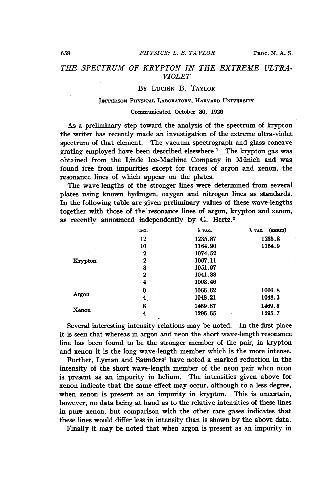 658 PHYSICS: L. B. TAYLOR PROC. N. A. S.
THE SPECTRUM OF KRYPTON IN THE EXTREME ULTRA-
VIOLET
BY LUCIEN B. TAYLOR
JEFFERSON PHYSICAL LABORATORY, HARVARD UNIVERSITY
Communicated October 30, 1926
As a preliminary step toward the analysis of the spectrum of krypton
the writer has recently made an investigation of the extreme ultra-violet
spectrum of that element. The vacuum spectrograph and glass concave
grating employed have been described elsewhere. The krypton gas was
obtained from the Linde Ice-Machine Company in Münich and was
found free from impurities except for traces of argon and xenon, the
resonance lines of which appear on the plates.
The wave-lengths of the stronger lines were determined from several
plates using known hydrogen, oxygen and nitrogen lines as standards.
In the following table are given preliminary values of these wave-lengths
together with those of the resonance lines of argon, krypton and xenon,
as recently announced independently by G. Hertz.²
INT. λ VAC. λ VAC. (HERTZ)
12 1235.87 1235.8
10 1164.90 1164.9
2 1074.52
Krypton 2 1067.11
3 1051.07
2 1041.38
4 1003.46
Argon 0 1066.62 1066.8
4 1048.21 1048.3
Xenon 8 1469.67 1469.6
4 1295.65 1295.7
Several interesting intensity relations may be noted. In the first place
it is seen that whereas in argon and neon the short wave-length resonance
line has been found to be the stronger member of the pair, in krypton
and xenon it is the long wave-length member which is the more intense.
Further, Lyman and Saunders³ have noted a marked reduction in the
intensity of the short wave-length member of the neon pair when neon
is present as an impurity in helium. The intensities given above for
xenon indicate that the same effect may occur, although to a less degree,
when xenon is present as an impurity in krypton. This is uncertain,
however, no data being at hand as to the relative intensities of these lines
in pure xenon, but comparison with the other rare gases indicates that
these lines would differ less in intensity than is shown by the above data.
Finally it may be noted that when argon is present as an impurity in